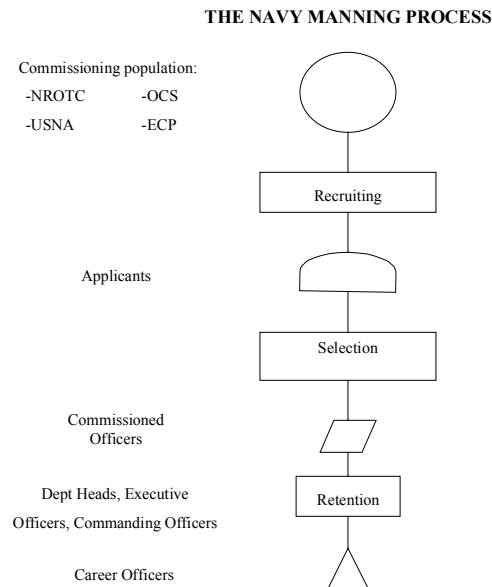 THE NAVY MANNING PROCESS
Commissioning population:
-NROTC -OCS
-USNA -ECP
Recruiting
Applicants
Selection
Commissioned
Officers
Dept Heads, Executive
Officers, Commanding Officers
Retention
Career Officers